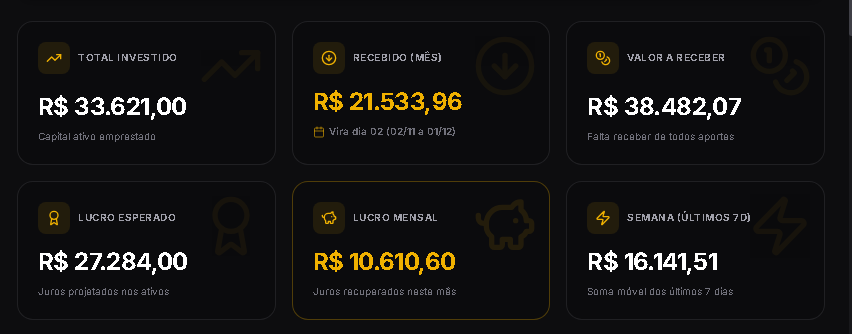 TOTAL INVESTIDO
R$ 33.621,00
Capital ativo emprestado
RECEBIDO (MÊS)
R$ 21.533,96
Vira dia 02 (02/11 a 01/12)
VALOR A RECEBER
R$ 38.482,07
Falta receber de todos aportes
LUCRO ESPERADO
R$ 27.284,00
Juros projetados nos ativos
LUCRO MENSAL
R$ 10.610,60
Juros recuperados neste mês
SEMANA (ÚLTIMOS 7D)
R$ 16.141,51
Soma móvel dos últimos 7 dias